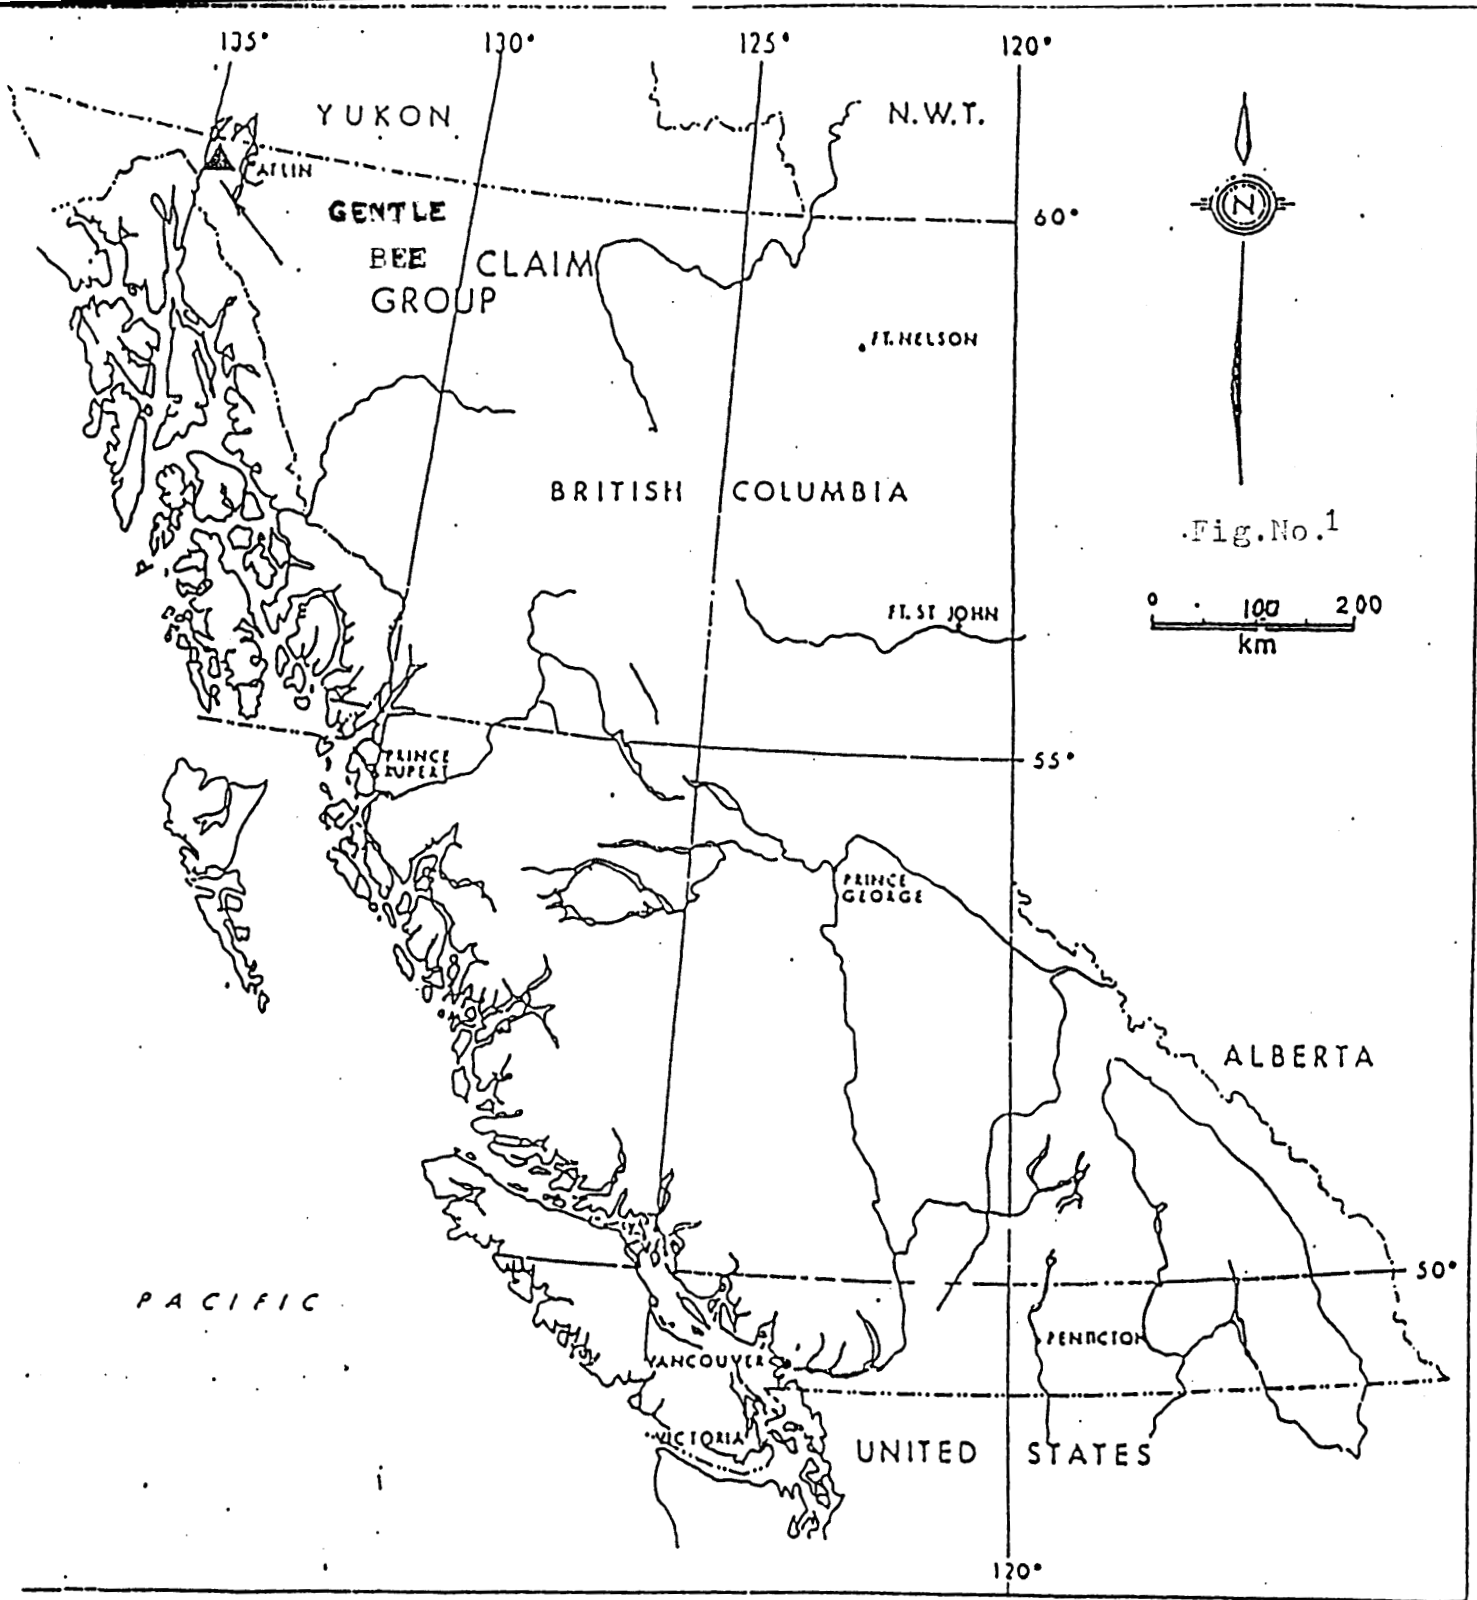 135° 130° 125° 120°
YUKON N.W.T.
ATLIN
GENTLE
BEE CLAIM
GROUP
60°
N
FT. NELSON
BRITISH COLUMBIA
Fig.No.1
0 100 200
km
FT. ST JOHN
PRINCE
RUPERT
55°
PRINCE
GEORGE
ALBERTA
50°
PACIFIC
PENTICTON
VANCOUVER
VICTORIA
UNITED STATES
120°